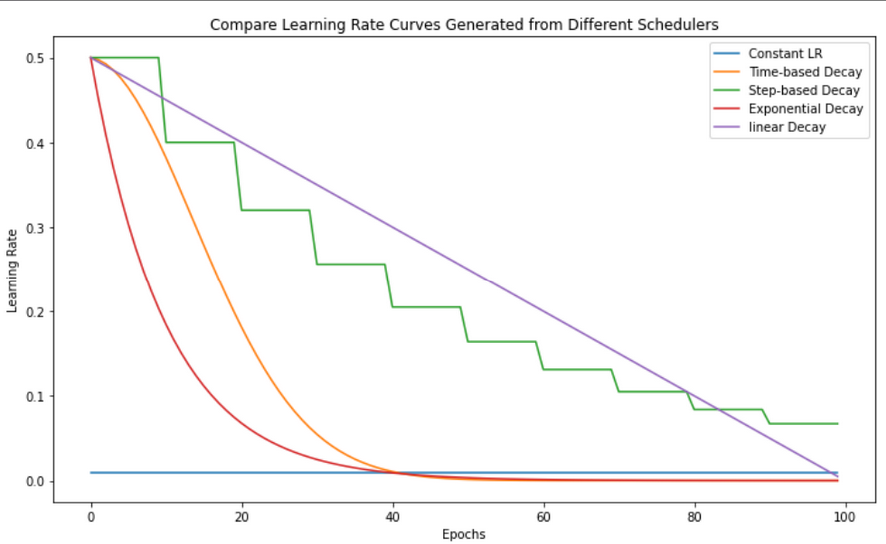 Compare Learning Rate Curves Generated from Different Schedulers
Constant LR
Time-based Decay
Step-based Decay
Exponential Decay
linear Decay
Learning Rate
0.5
0.4
0.3
0.2
0.1
0.0
0 20 40 60 80 100
Epochs